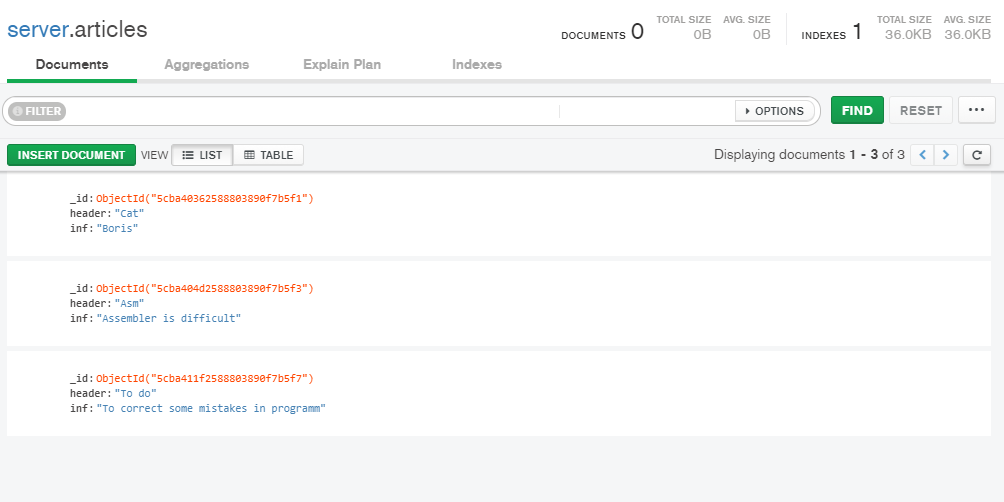 server.articles
DOCUMENTS 0 TOTAL SIZE 0B AVG. SIZE 0B INDEXES 1 TOTAL SIZE 36.0KB AVG. SIZE 36.0KB
Documents Aggregations Explain Plan Indexes
FILTER OPTIONS FIND RESET ...
INSERT DOCUMENT VIEW LIST TABLE Displaying documents 1 - 3 of 3
_id: ObjectId("5cba40362588803890f7b5f1")
header: "Cat"
inf: "Boris"
_id: ObjectId("5cba404d2588803890f7b5f3")
header: "Asm"
inf: "Assembler is difficult"
_id: ObjectId("5cba411f2588803890f7b5f7")
header: "To do"
inf: "To correct some mistakes in programm"